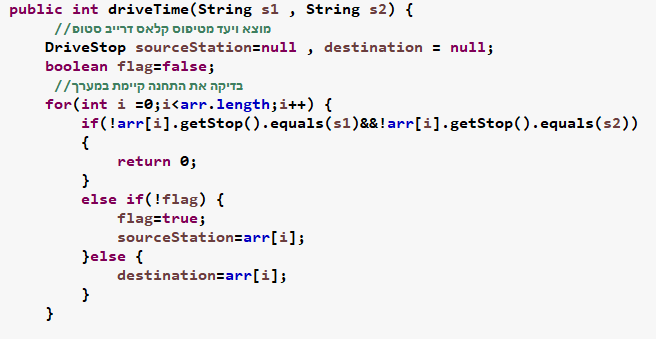 public int driveTime(String s1 , String s2) {
//מוצא ויעד מטיפוס קלאס דרייב סטופ
DriveStop sourceStation=null , destination = null;
boolean flag=false;
//בדיקה את התחנה קיימת במערך
for(int i =0;i<arr.length;i++) {
if(!arr[i].getStop().equals(s1)&&!arr[i].getStop().equals(s2))
{
return 0;
}
else if(!flag) {
flag=true;
sourceStation=arr[i];
}else {
destination=arr[i];
}
}